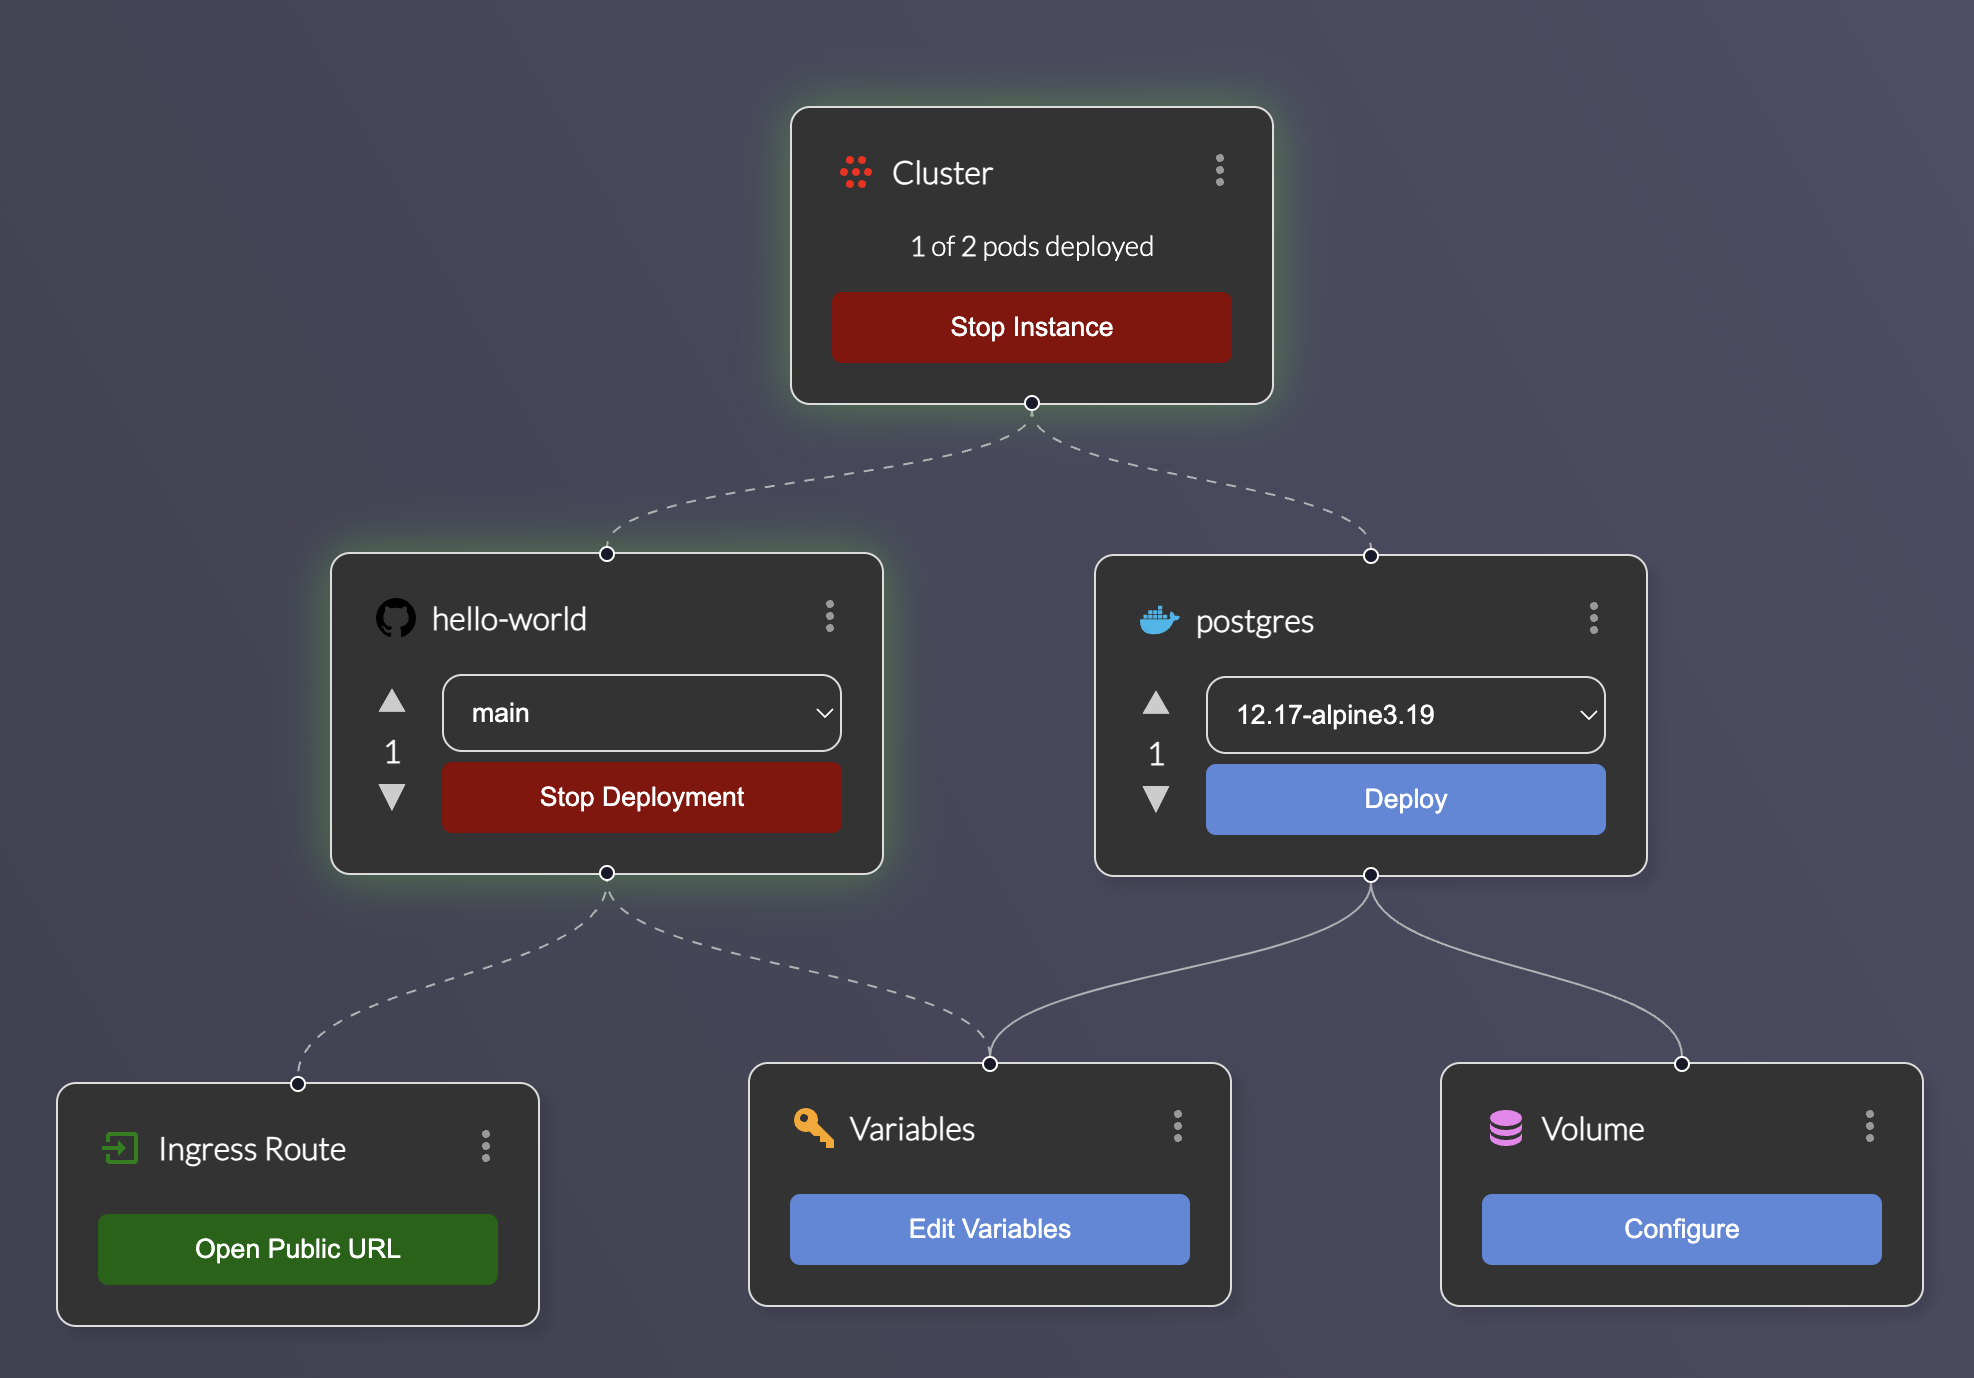 Cluster
1 of 2 pods deployed
Stop Instance
hello-world
main
1
Stop Deployment
postgres
12.17-alpine3.19
1
Deploy
Ingress Route
Open Public URL
Variables
Edit Variables
Volume
Configure